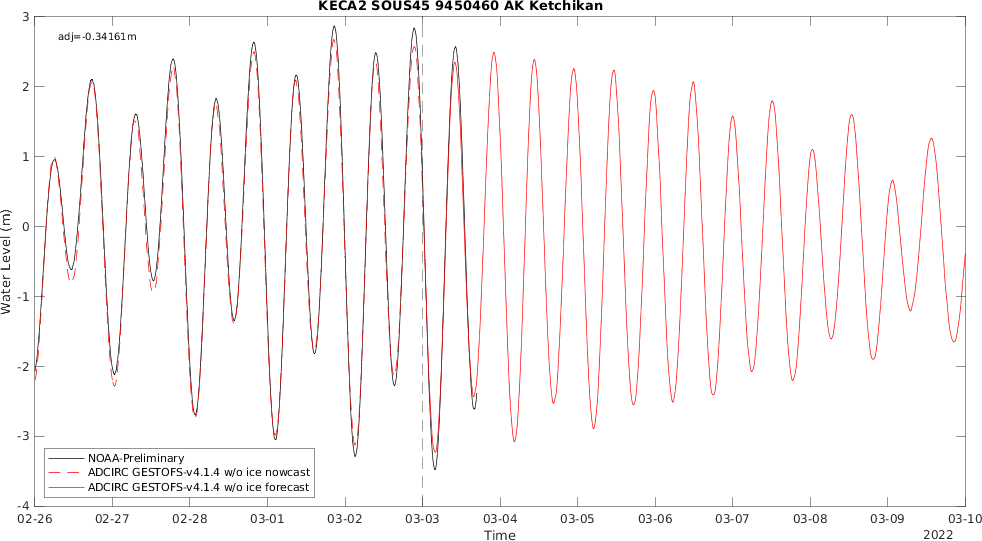 KECA2 SOUS45 9450460 AK Ketchikan
adj=-0.34161m
3
2
1
0
-1
-2
-3
-4
Water Level (m)
NOAA-Preliminary
ADCIRC GESTOFS-v4.1.4 w/o ice nowcast
ADCIRC GESTOFS-v4.1.4 w/o ice forecast
02-26 02-27 02-28 03-01 03-02 03-03 03-04 03-05 03-06 03-07 03-08 03-09 03-10
Time
2022